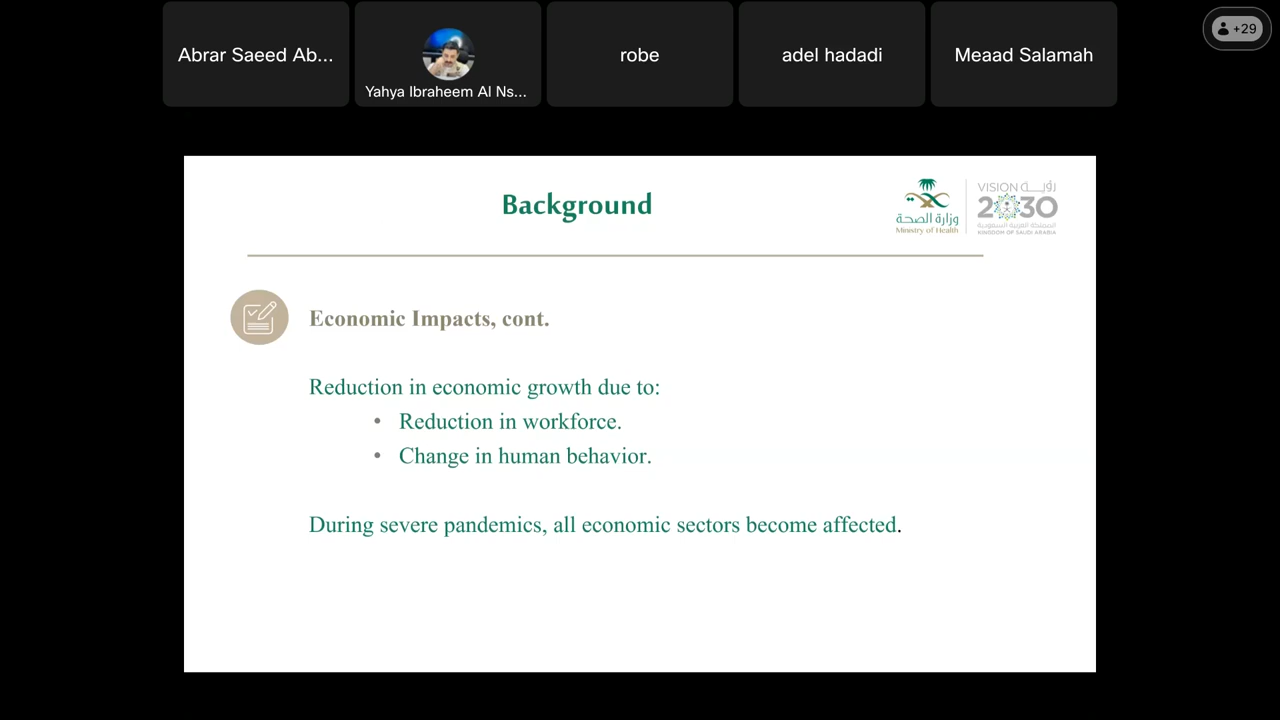 Abrar Saeed Ab...
Yahya Ibraheem Al Ns...
robe
adel hadadi
Meaad Salamah
+29
Background
وزارة الصحة
Ministry of Health
VISION رؤية
2030
المملكة العربية السعودية
KINGDOM OF SAUDI ARABIA
Economic Impacts, cont.
Reduction in economic growth due to:
• Reduction in workforce.
• Change in human behavior.
During severe pandemics, all economic sectors become affected.